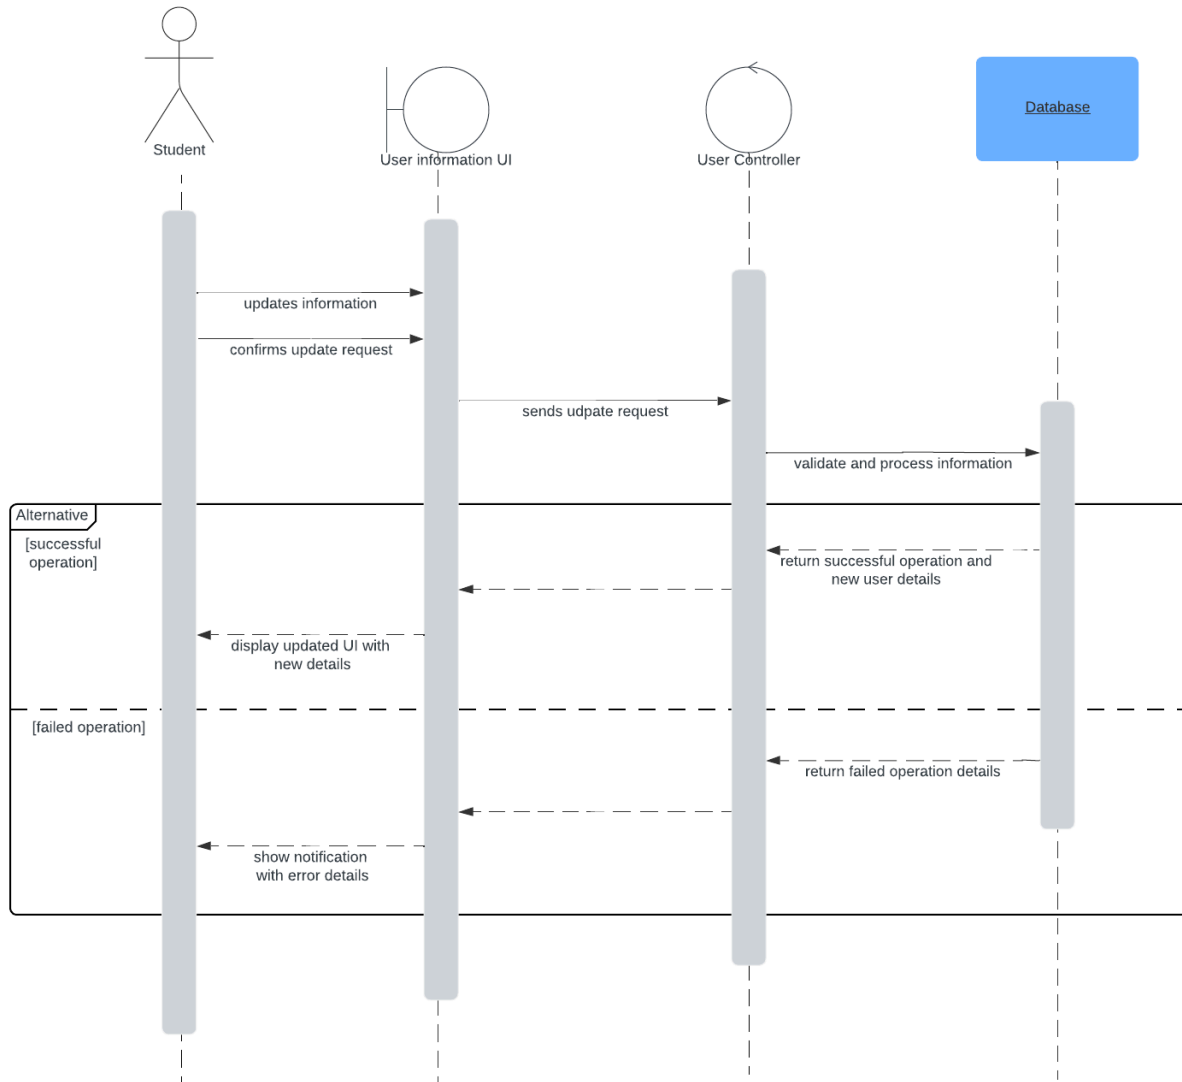 Student
User information UI
User Controller
Database
updates information
confirms update request
sends udpate request
validate and process information
Alternative
[successful
operation]
return successful operation and
new user details
display updated UI with
new details
[failed operation]
return failed operation details
show notification
with error details